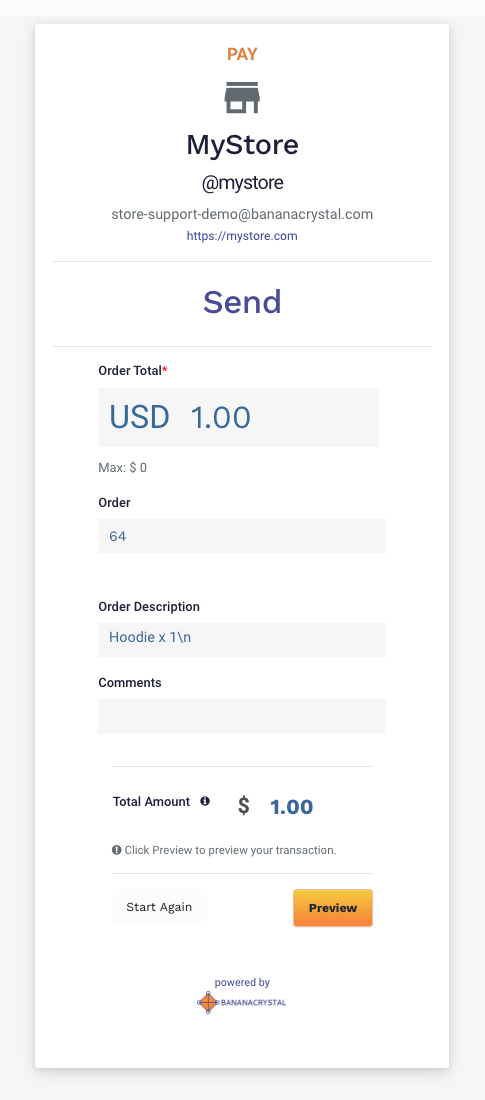 PAY
MyStore
@mystore
store-support-demo@bananacrystal.com
https://mystore.com
Send
Order Total*
USD 1.00
Max: $ 0
Order
64
Order Description
Hoodie x 1\n
Comments
Total Amount $ 1.00
Click Preview to preview your transaction.
Start Again Preview
powered by
BANANACRYSTAL